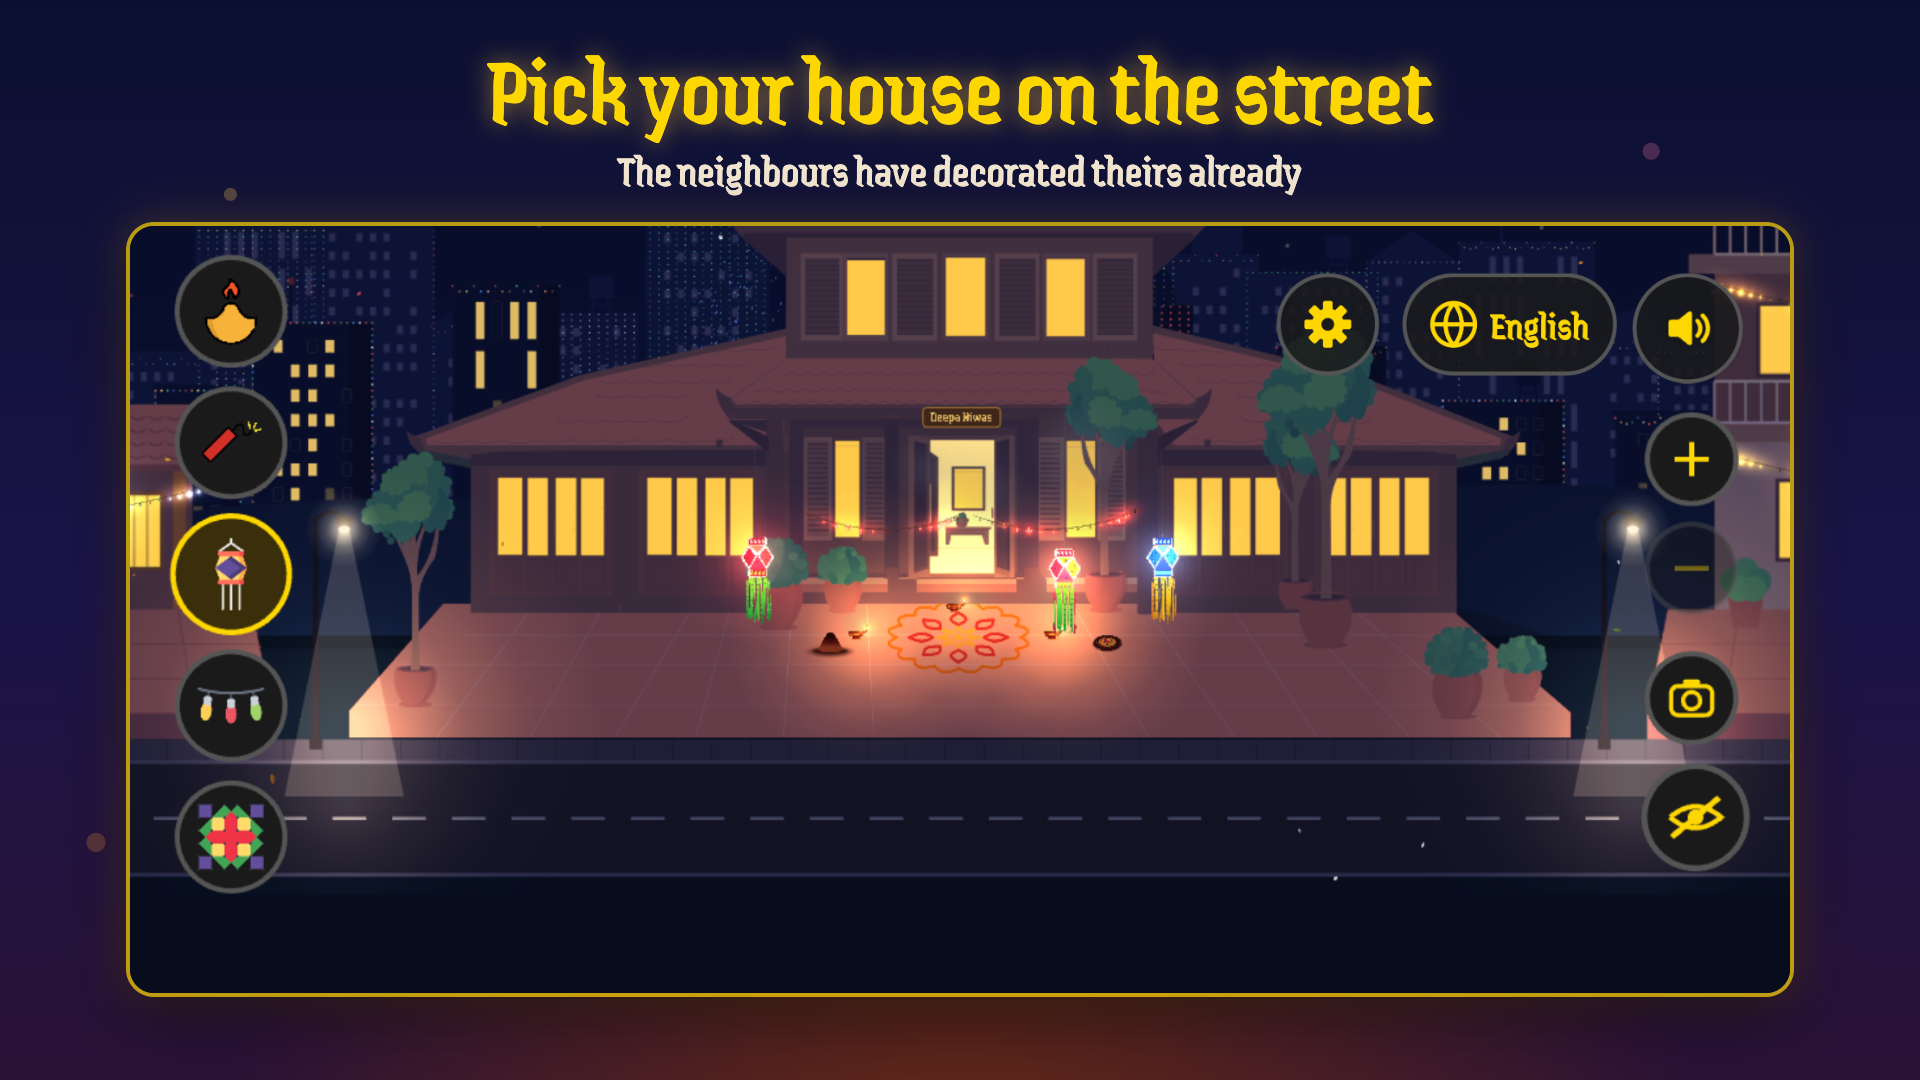 Pick your house on the street
The neighbours have decorated theirs already
English
Deepa Niwas